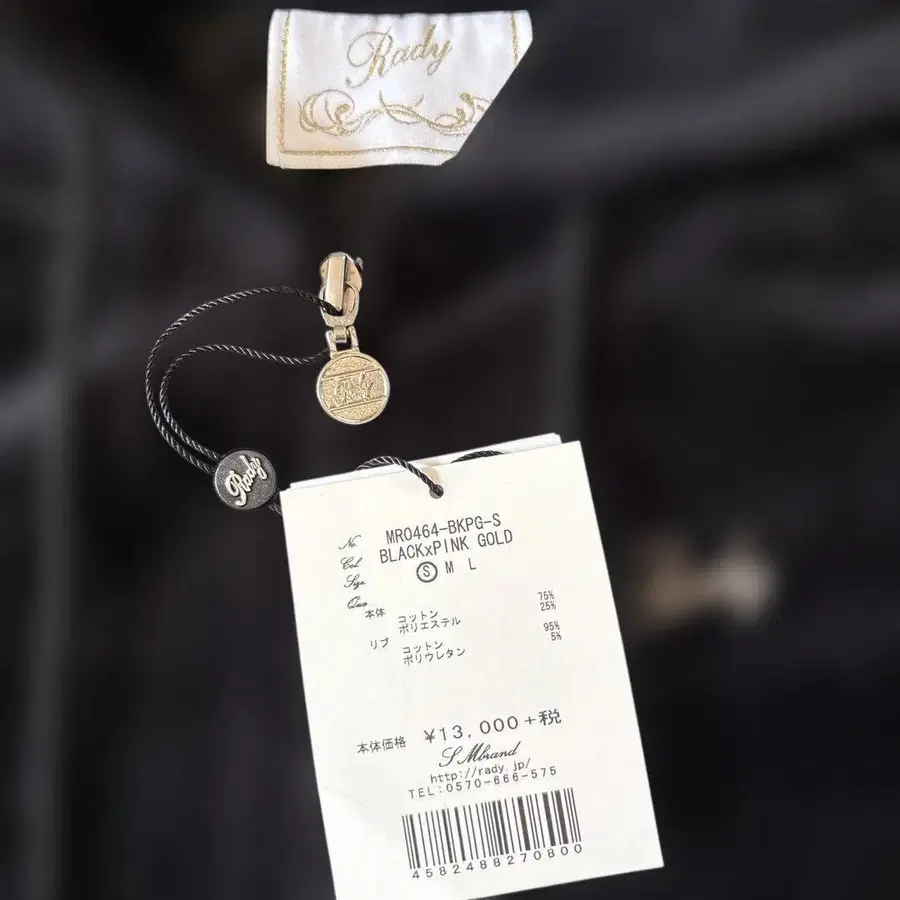 Rady
Rady
Rady
No. MR0464-BKPG-S
Col. BLACKxPINK GOLD
Size. S M L
Qua.
本体 コットン 75%
ポリエステル 25%
リブ コットン 95%
ポリウレタン 5%
本体価格 ¥13,000+税
S Mbrand
http://rady.jp/
TEL:0570-666-575
4582488270800